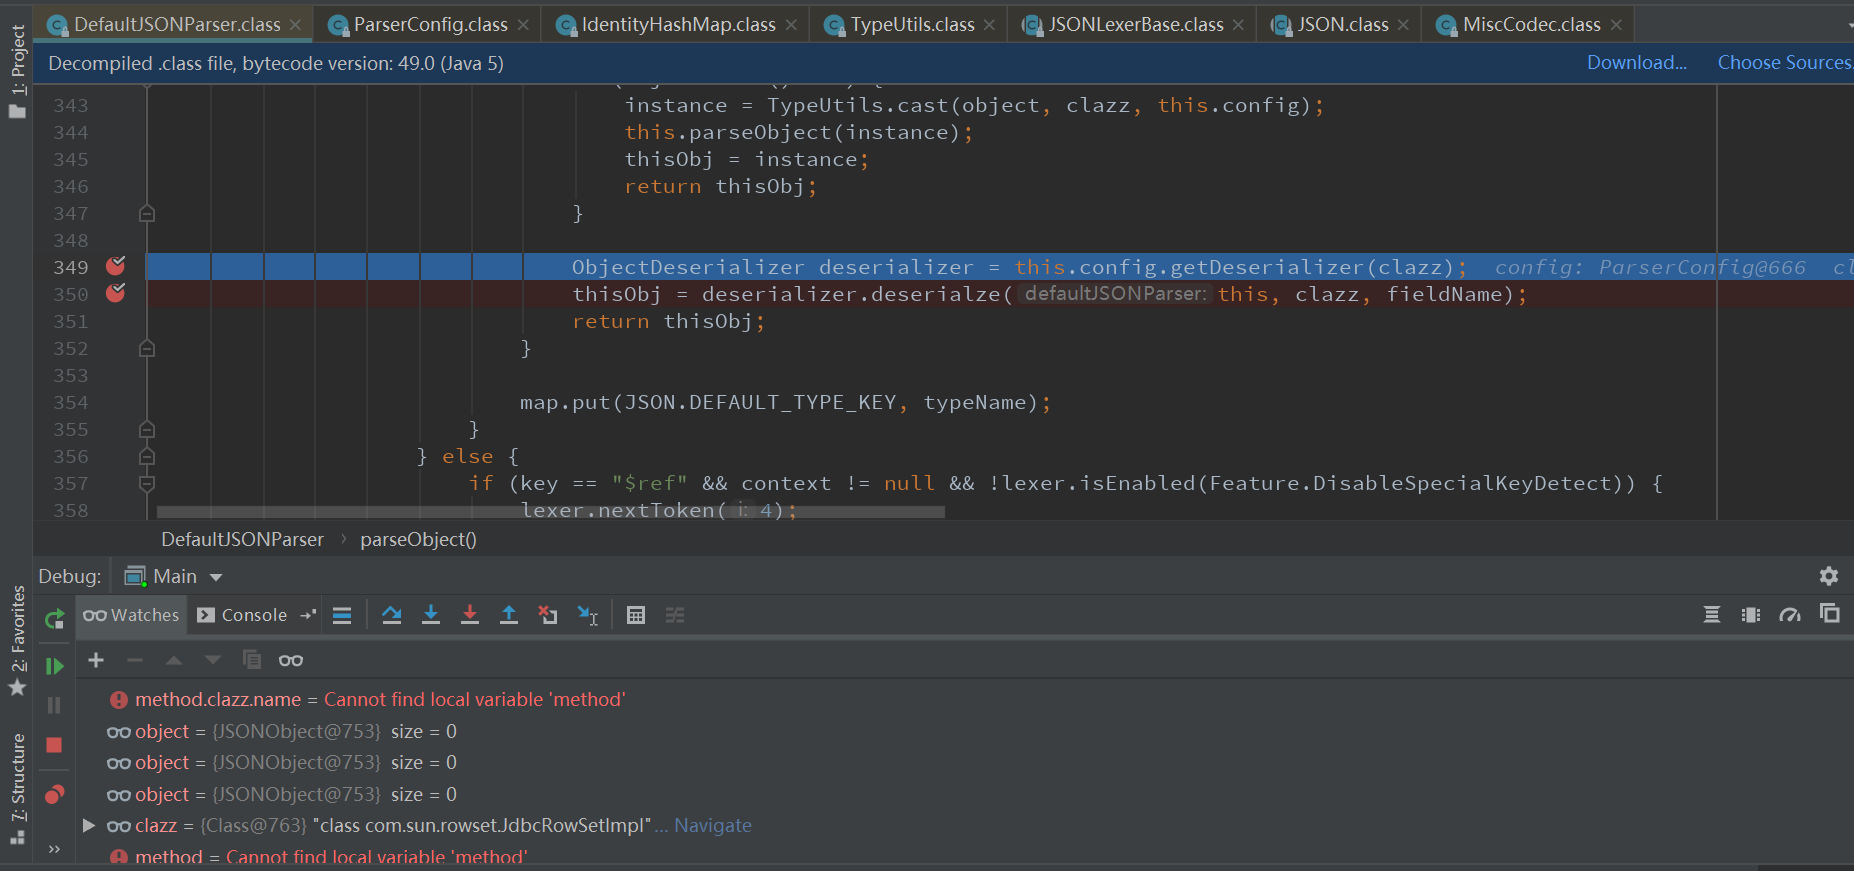 DefaultJSONParser.class ParserConfig.class IdentityHashMap.class TypeUtils.class JSONLexerBase.class JSON.class MiscCodec.class
1: Project
Decompiled .class file, bytecode version: 49.0 (Java 5) Download... Choose Sources.
343 instance = TypeUtils.cast(object, clazz, this.config);
344 this.parseObject(instance);
345 thisObj = instance;
346 return thisObj;
347 }
348
349 ObjectDeserializer deserializer = this.config.getDeserializer(clazz); config: ParserConfig@666 cl
350 thisObj = deserializer.deserialze( defaultJSONParser: this, clazz, fieldName);
351 return thisObj;
352 }
353
354 map.put(JSON.DEFAULT_TYPE_KEY, typeName);
355 }
356 } else {
357 if (key == "$ref" && context != null && !lexer.isEnabled(Feature.DisableSpecialKeyDetect)) {
358 lexer.nextToken( i: 4);
DefaultJSONParser › parseObject()
Debug: Main
2: Favorites
Watches Console
method.clazz.name = Cannot find local variable 'method'
object = {JSONObject@753} size = 0
object = {JSONObject@753} size = 0
object = {JSONObject@753} size = 0
7: Structure
clazz = {Class@763} "class com.sun.rowset.JdbcRowSetImpl"... Navigate
method = Cannot find local variable 'method'